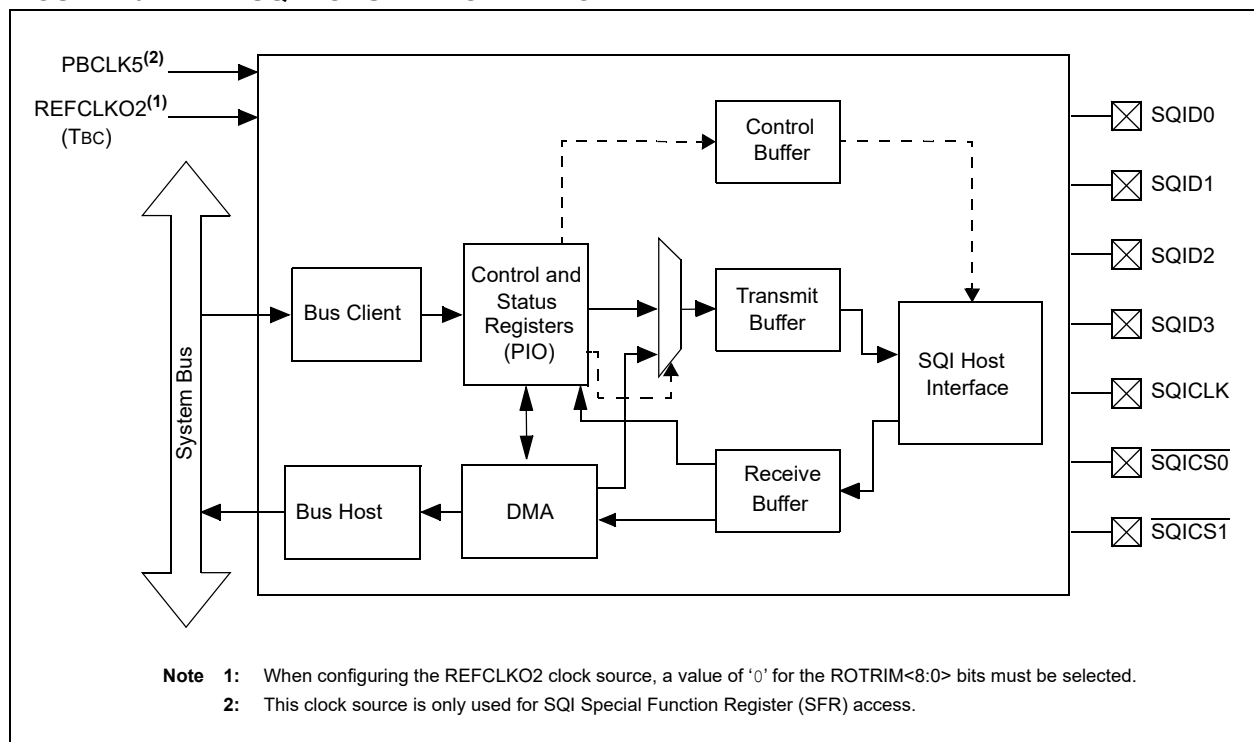 PBCLK5(2)
REFCLKO2(1)
(TBC)
System Bus
Bus Client
Control and
Status
Registers
(PIO)
Control
Buffer
Transmit
Buffer
SQI Host
Interface
Bus Host
DMA
Receive
Buffer
SQID0
SQID1
SQID2
SQID3
SQICLK
SQICS0
SQICS1
Note 1: When configuring the REFCLKO2 clock source, a value of ‘0’ for the ROTRIM<8:0> bits must be selected.
2: This clock source is only used for SQI Special Function Register (SFR) access.